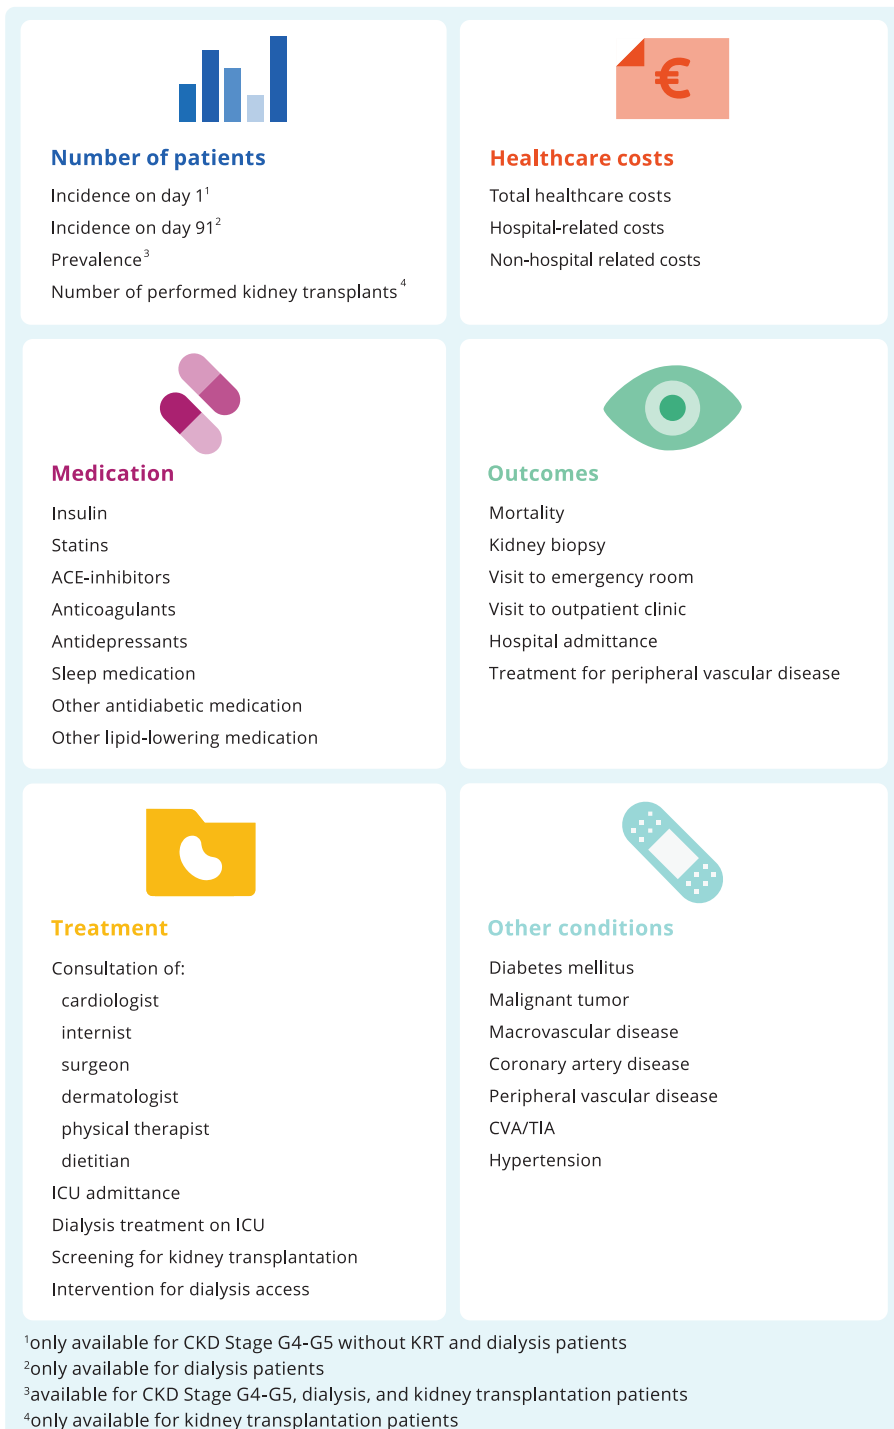 €
Number of patients
Incidence on day 1¹
Incidence on day 91²
Prevalence³
Number of performed kidney transplants⁴
Healthcare costs
Total healthcare costs
Hospital-related costs
Non-hospital related costs
Medication
Insulin
Statins
ACE-inhibitors
Anticoagulants
Antidepressants
Sleep medication
Other antidiabetic medication
Other lipid-lowering medication
Outcomes
Mortality
Kidney biopsy
Visit to emergency room
Visit to outpatient clinic
Hospital admittance
Treatment for peripheral vascular disease
Treatment
Consultation of:
cardiologist
internist
surgeon
dermatologist
physical therapist
dietitian
ICU admittance
Dialysis treatment on ICU
Screening for kidney transplantation
Intervention for dialysis access
Other conditions
Diabetes mellitus
Malignant tumor
Macrovascular disease
Coronary artery disease
Peripheral vascular disease
CVA/TIA
Hypertension
¹only available for CKD Stage G4-G5 without KRT and dialysis patients
²only available for dialysis patients
³available for CKD Stage G4-G5, dialysis, and kidney transplantation patients
⁴only available for kidney transplantation patients